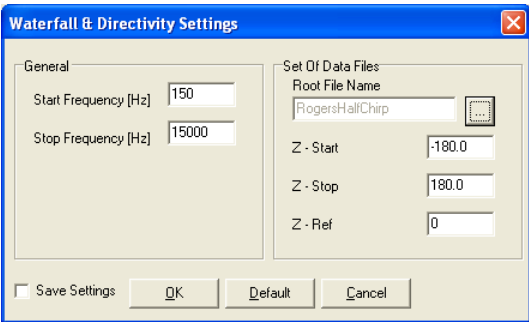 Waterfall & Directivity Settings
General
Start Frequency [Hz] 150
Stop Frequency [Hz] 15000
Set Of Data Files
Root File Name
RogersHalfChirp ...
Z - Start -180.0
Z - Stop 180.0
Z - Ref 0
Save Settings OK Default Cancel